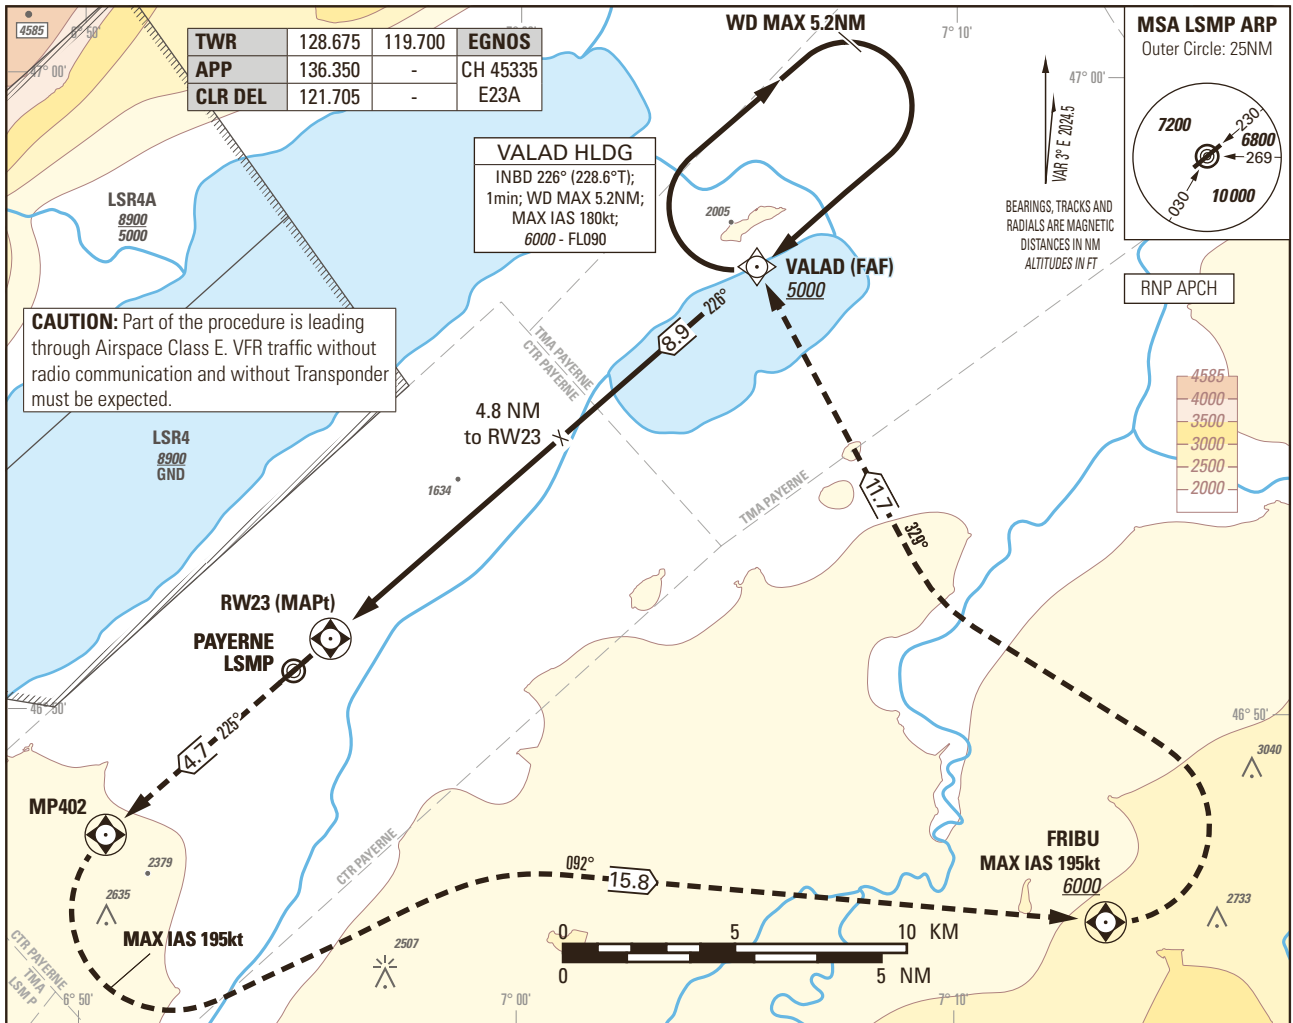 4585
6° 50'
7° 00'
7° 10'
47° 00'
47° 00'
TWR 128.675 119.700 EGNOS
APP 136.350 - CH 45335
CLR DEL 121.705 - E23A
WD MAX 5.2NM
MSA LSMP ARP
Outer Circle: 25NM
7200
230
6800
269
10 000
030
VAR 3° E 2024.5
BEARINGS, TRACKS AND
RADIALS ARE MAGNETIC
DISTANCES IN NM
ALTITUDES IN FT
RNP APCH
VALAD HLDG
INBD 226° (228.6°T);
1min; WD MAX 5.2NM;
MAX IAS 180kt;
6000 - FL090
LSR4A
8900
5000
2005
VALAD (FAF)
5000
226°
8.9
CAUTION: Part of the procedure is leading
through Airspace Class E. VFR traffic without
radio communication and without Transponder
must be expected.
TMA PAYERNE
CTR PAYERNE
4585
4000
3500
3000
2500
2000
4.8 NM
to RW23
LSR4
8900
GND
1634
TMA PAYERNE
11.7
329°
RW23 (MAPt)
PAYERNE
LSMP
46° 50'
46° 50'
225°
4.7
3040
MP402
CTR PAYERNE
FRIBU
MAX IAS 195kt
6000
2379
2635
092°
15.8
2733
MAX IAS 195kt
2507
0 5 10 KM
0 5 NM
CTR PAYERNE
TMA
LSM P
6° 50'
7° 00'
7° 10'